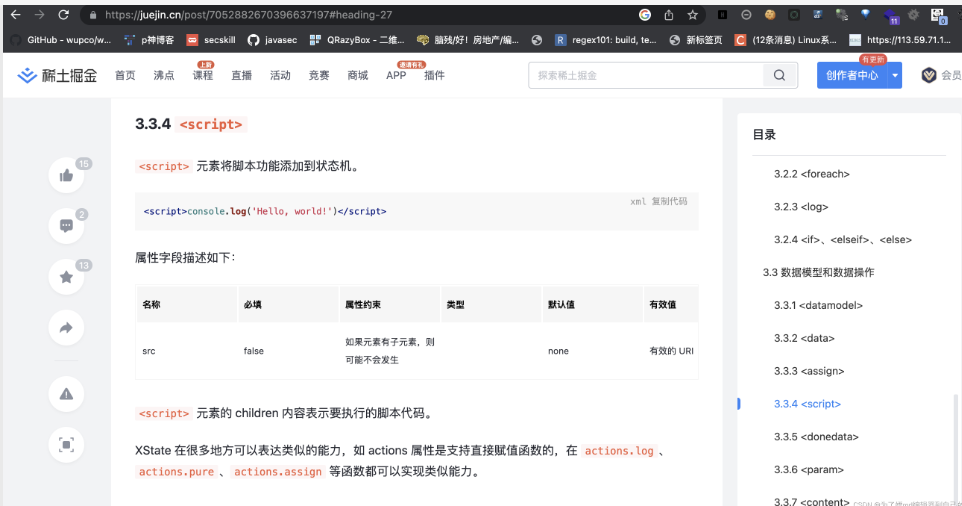 https://juejin.cn/post/7052882670396637197#heading-27
11
0
GitHub - wupco/w... p神博客 secskill javasec QRazyBox - 二维... 脑残/好！房地产/编... R regex101: build, te... 新标签页 C (12条消息) Linux系... https://113.59.71.1...
稀土掘金 首页 沸点 课程 直播 活动 竞赛 商城 APP 插件 探索稀土掘金 创作者中心 会员
上新 邀请有礼 有更新
3.3.4 <script>
<script> 元素将脚本功能添加到状态机。
xml 复制代码
<script>console.log('Hello, world!')</script>
属性字段描述如下：
名称 必填 属性约束 类型 默认值 有效值
src false 如果元素有子元素，则可能不会发生 none 有效的 URI
<script> 元素的 children 内容表示要执行的脚本代码。
XState 在很多地方可以表达类似的能力，如 actions 属性是支持直接赋值函数的，在 actions.log 、
actions.pure 、 actions.assign 等函数都可以实现类似能力。
15
2
13
目录
3.2.2 <foreach>
3.2.3 <log>
3.2.4 <if>、<elseif>、<else>
3.3 数据模型和数据操作
3.3.1 <datamodel>
3.3.2 <data>
3.3.3 <assign>
3.3.4 <script>
3.3.5 <donedata>
3.3.6 <param>
3.3.7 <content>